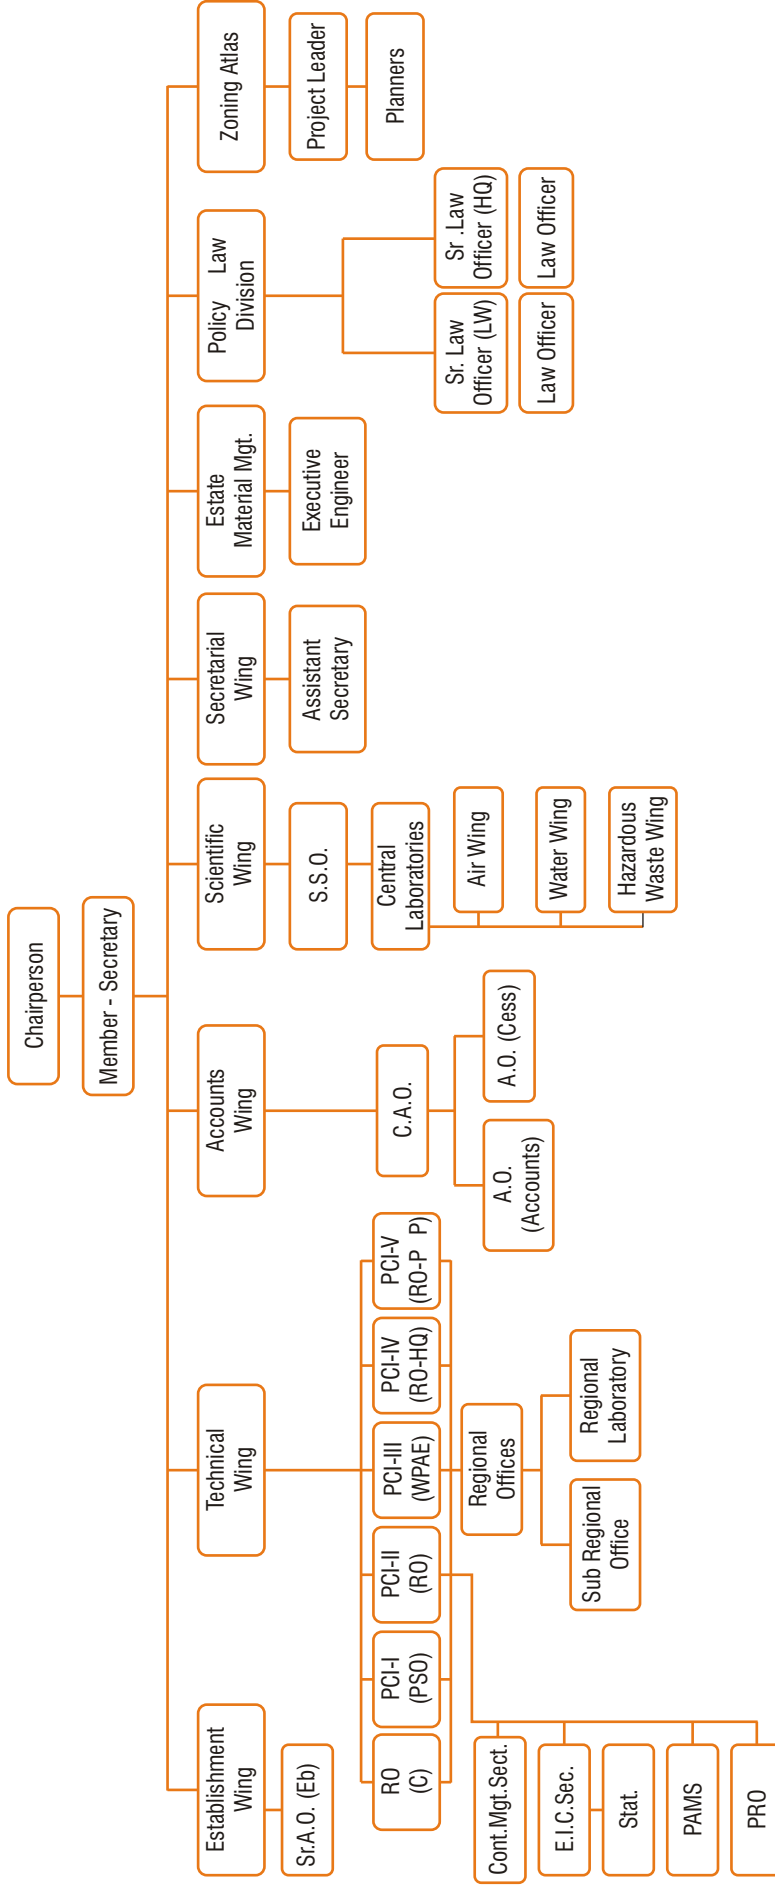 Chairperson
Member - Secretary
Establishment
Wing
Technical
Wing
Accounts
Wing
Scientific
Wing
Secretarial
Wing
Estate
Material Mgt.
Policy Law
Division
Zoning Atlas
Sr.A.O. (Eb)
S.S.O.
Assistant
Secretary
Executive
Engineer
Project Leader
Planners
RO
(C)
PCI-I
(PSO)
PCI-II
(RO)
PCI-III
(WPAE)
PCI-IV
(RO-HQ)
PCI-V
(RO-P P)
C.A.O.
Central
Laboratories
Sr. Law
Officer (LW)
Sr .Law
Officer (HQ)
Law Officer
Law Officer
Cont.Mgt.Sect.
Regional
Offices
A.O.
(Accounts)
A.O. (Cess)
Air Wing
Water Wing
Hazardous
Waste Wing
E.I.C.Sec.
Stat.
Sub Regional
Office
Regional
Laboratory
PAMS
PRO